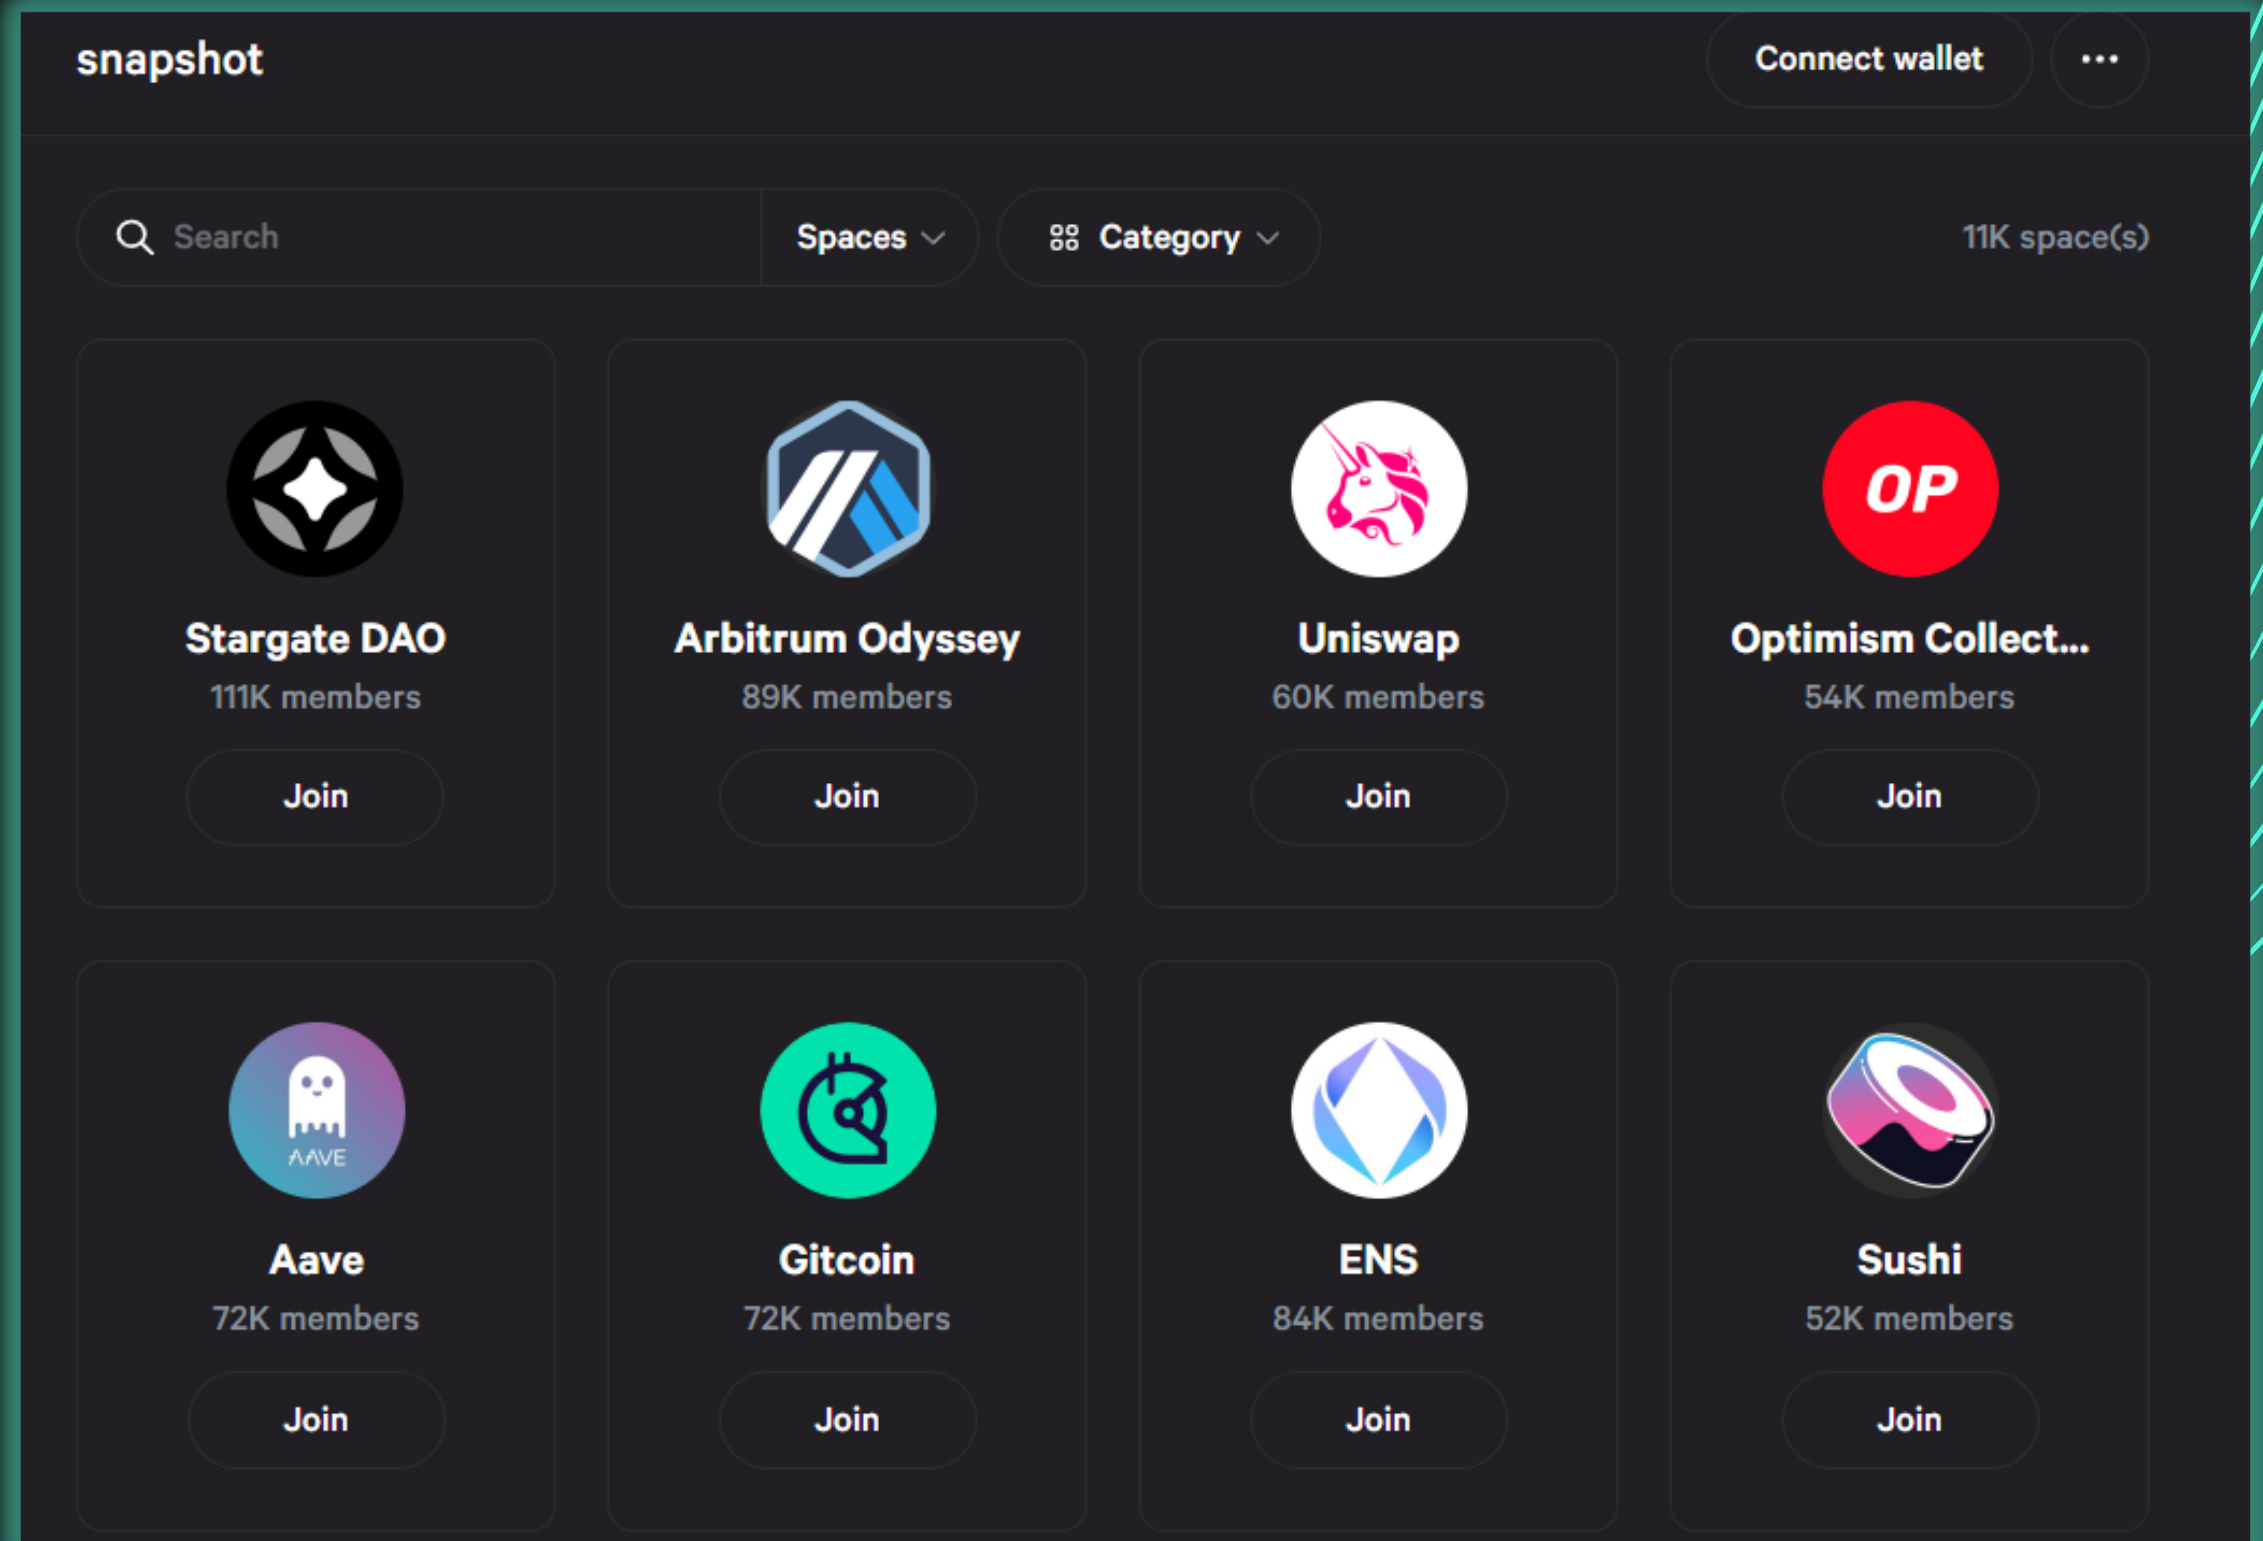 snapshot
Connect wallet
Search
Spaces
Category
11K space(s)
OP
Stargate DAO
Arbitrum Odyssey
Uniswap
Optimism Collect...
111K members
89K members
60K members
54K members
Join
Join
Join
Join
AAVE
Aave
Gitcoin
ENS
Sushi
72K members
72K members
84K members
52K members
Join
Join
Join
Join